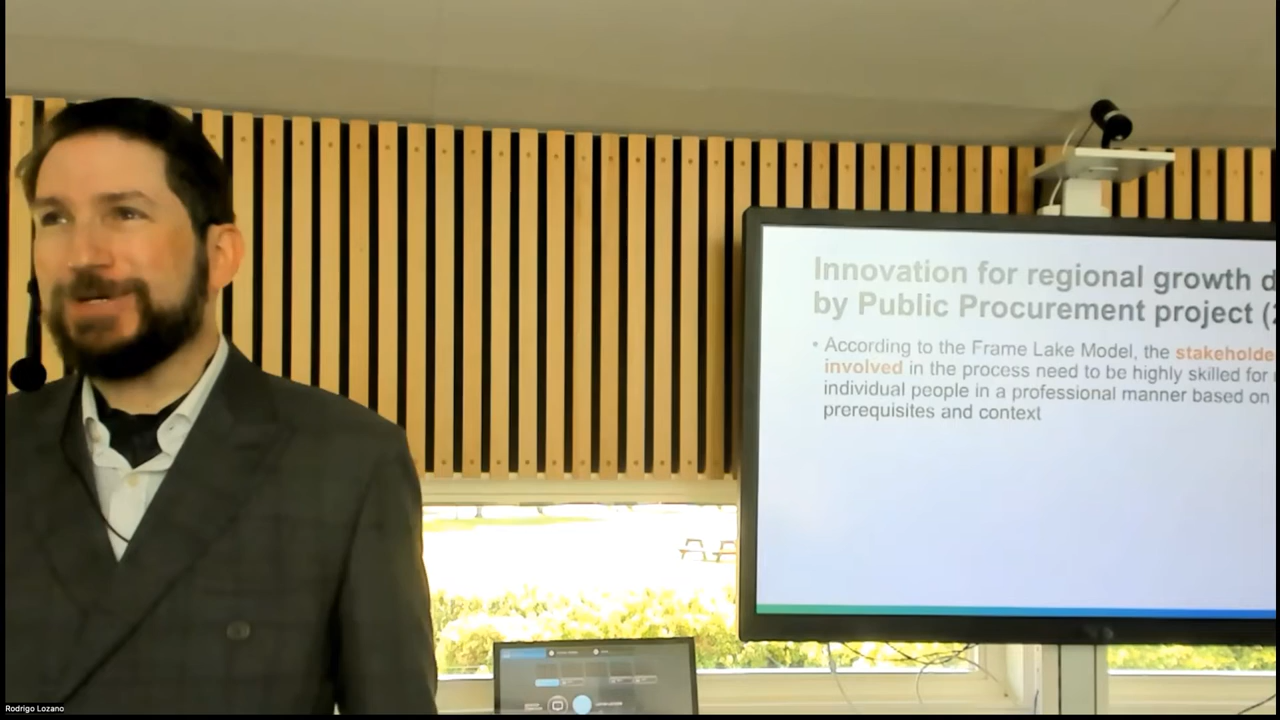 Innovation for regional growth d
by Public Procurement project (
• According to the Frame Lake Model, the stakeholde
involved in the process need to be highly skilled for
individual people in a professional manner based on
prerequisites and context
Rodrigo Lozano